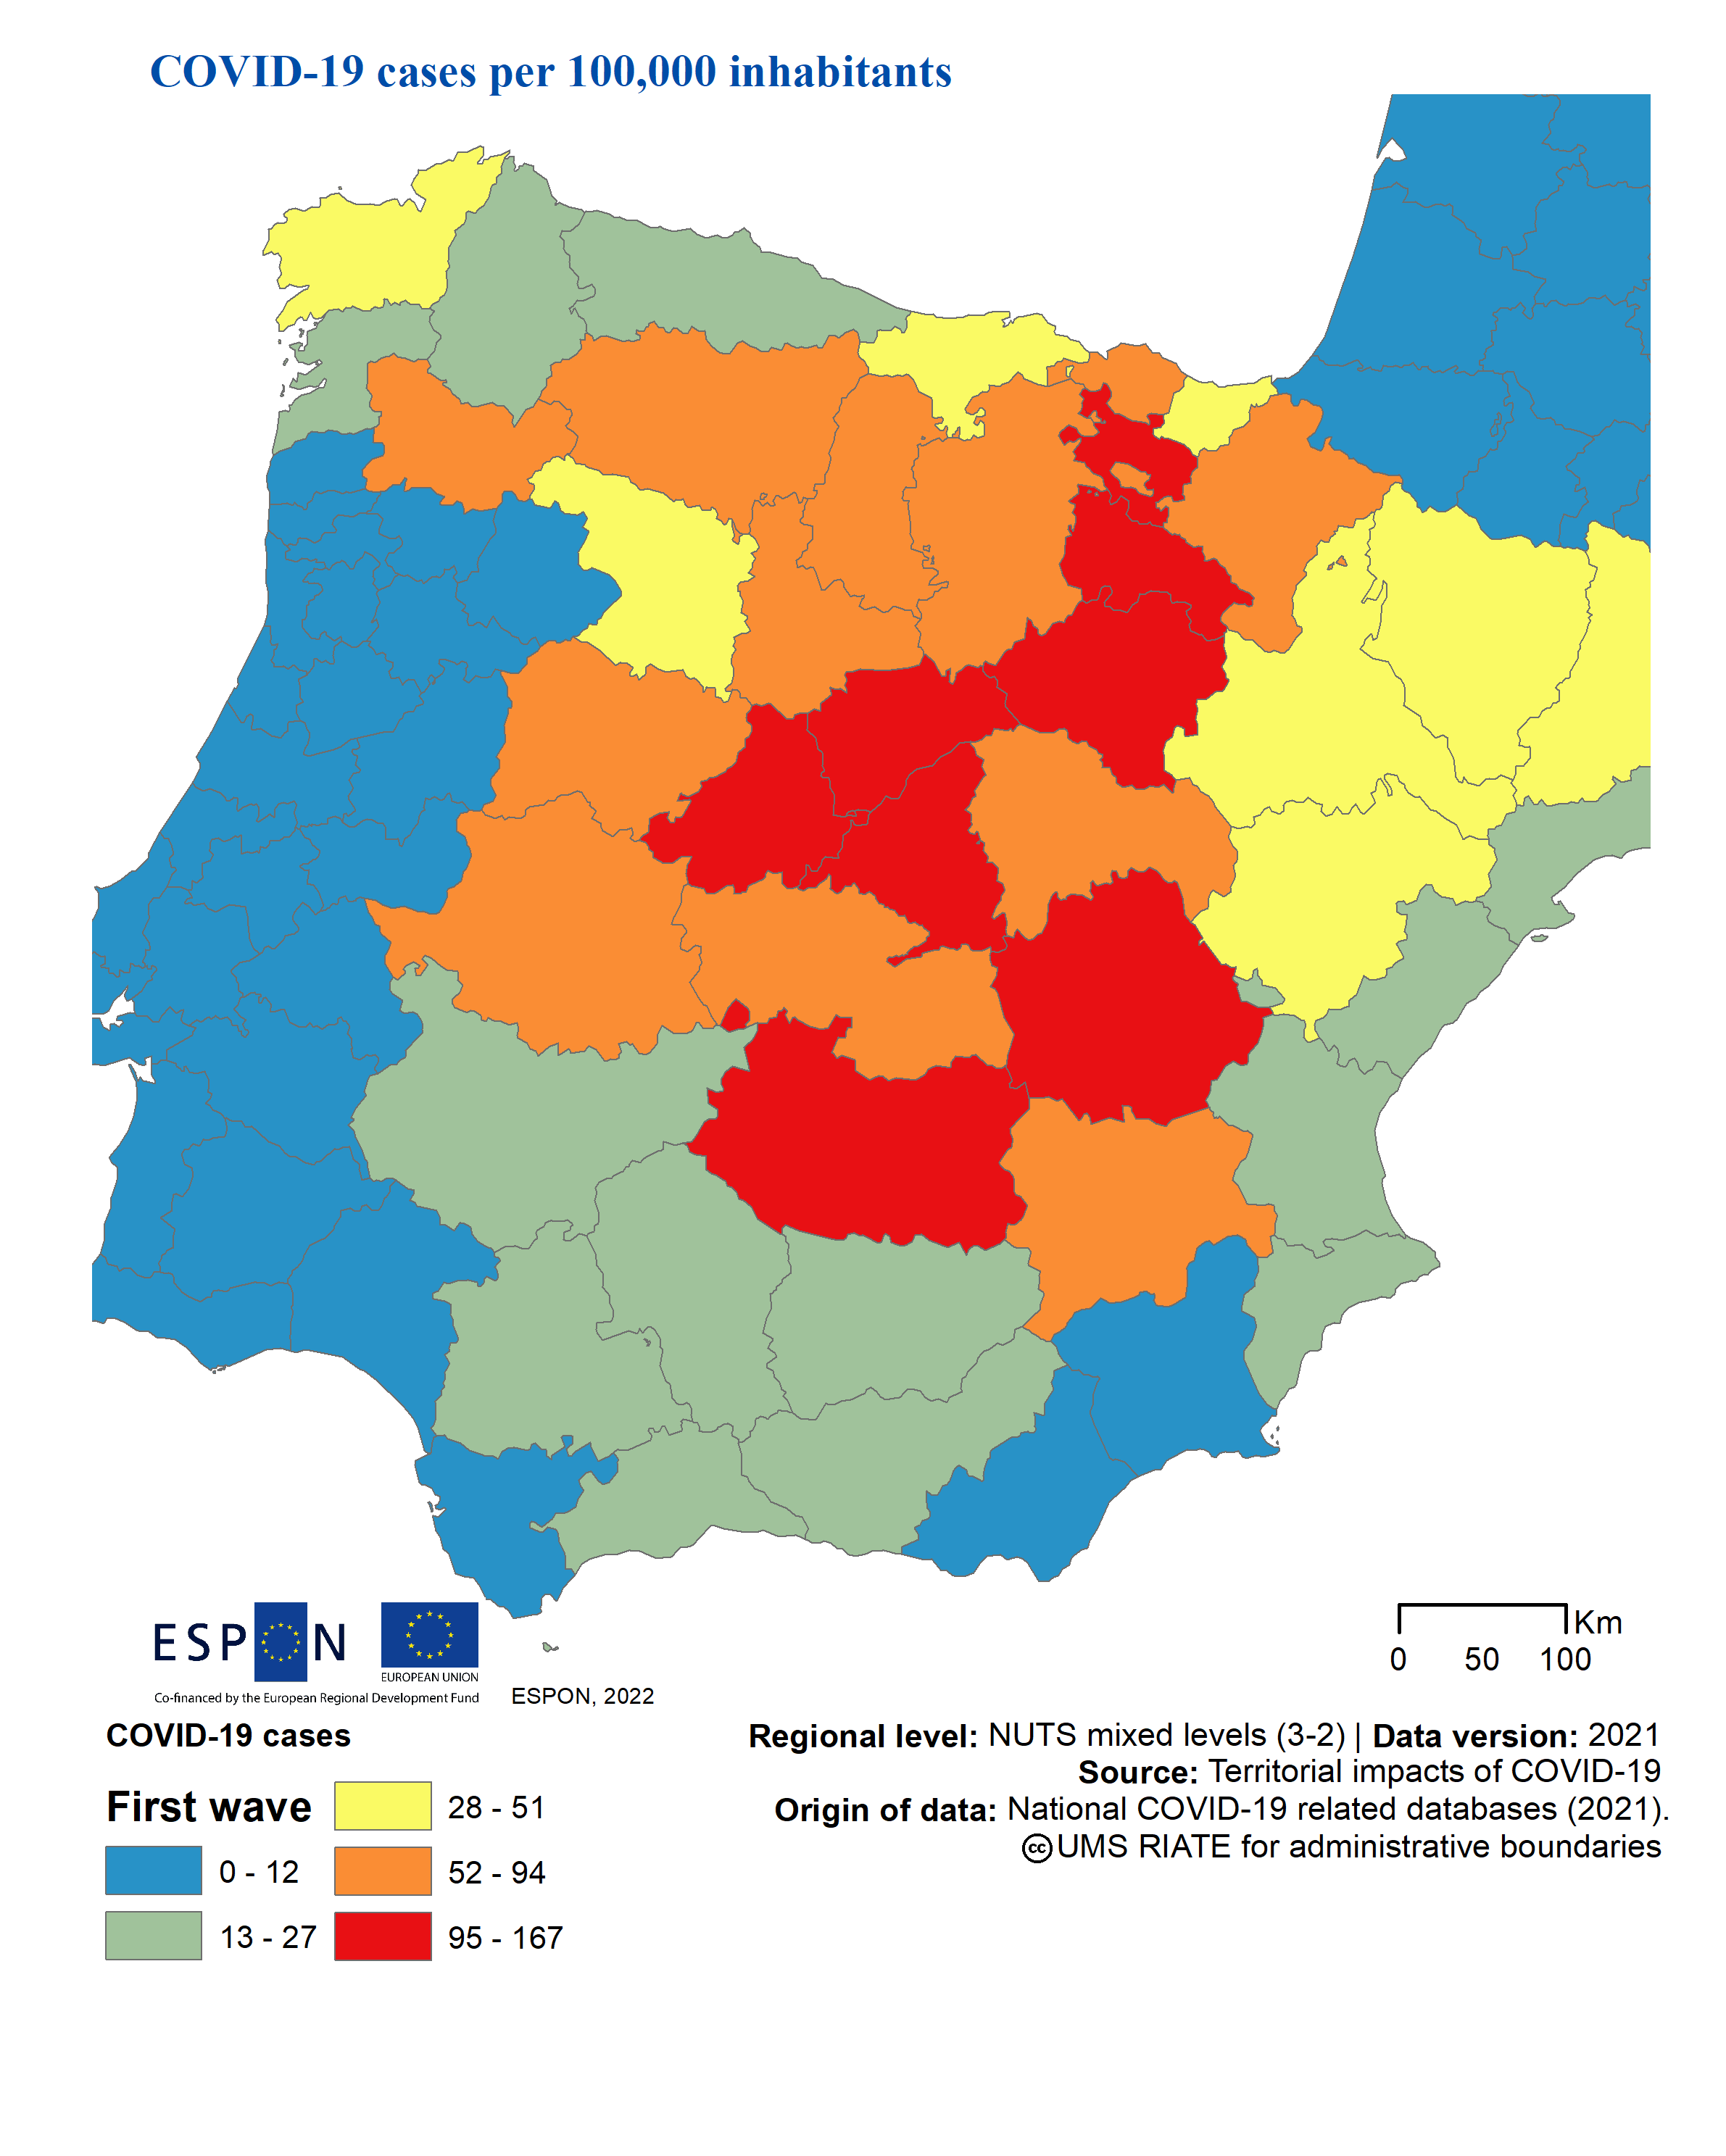 COVID-19 cases per 100,000 inhabitants
ESPON
EUROPEAN UNION
Co-financed by the European Regional Development Fund
ESPON, 2022
Km
0 50 100
COVID-19 cases
First wave
0 - 12
13 - 27
28 - 51
52 - 94
95 - 167
Regional level: NUTS mixed levels (3-2) | Data version: 2021
Source: Territorial impacts of COVID-19
Origin of data: National COVID-19 related databases (2021).
cc UMS RIATE for administrative boundaries